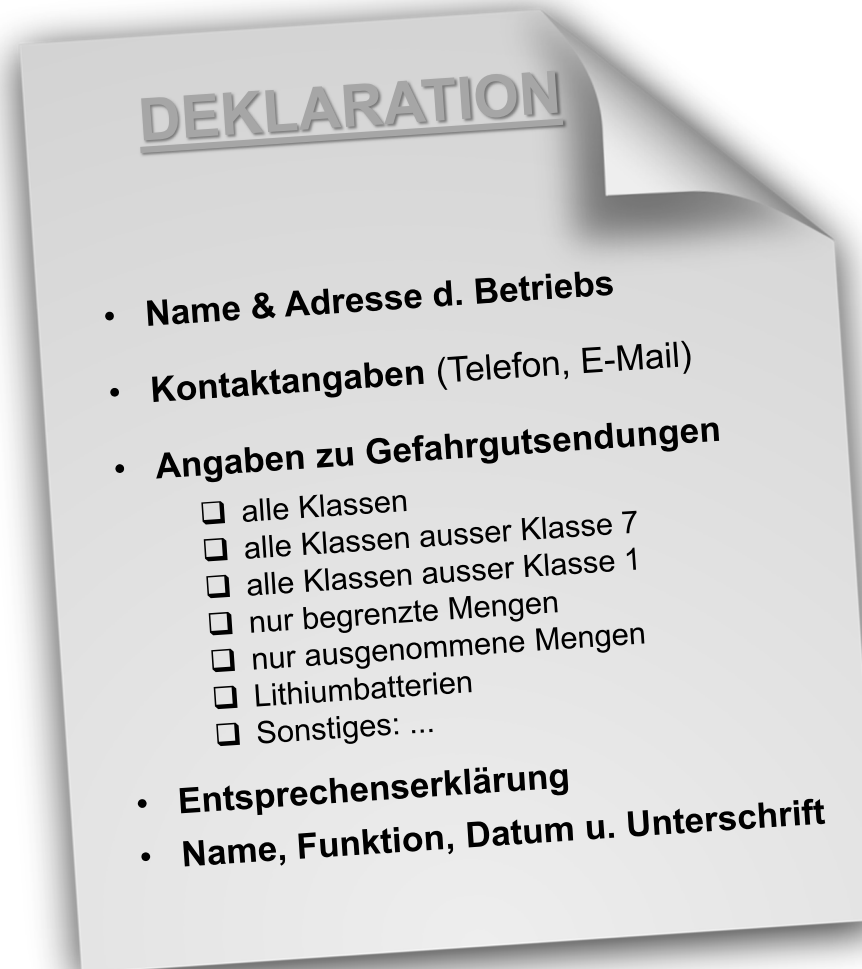 DEKLARATION
• Name & Adresse d. Betriebs
• Kontaktangaben (Telefon, E-Mail)
• Angaben zu Gefahrgutsendungen
❑ alle Klassen
❑ alle Klassen ausser Klasse 7
❑ alle Klassen ausser Klasse 1
❑ nur begrenzte Mengen
❑ nur ausgenommene Mengen
❑ Lithiumbatterien
❑ Sonstiges: ...
• Entsprechenserklärung
• Name, Funktion, Datum u. Unterschrift